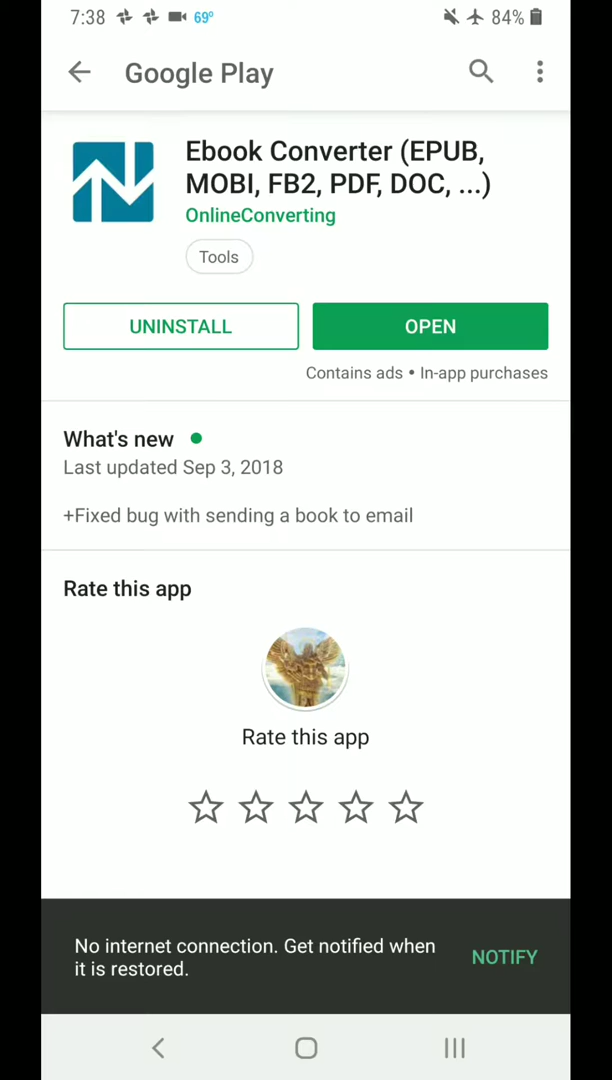 7:38 69° 84%
Google Play
Ebook Converter (EPUB,
MOBI, FB2, PDF, DOC, ...)
OnlineConverting
Tools
UNINSTALL OPEN
Contains ads • In-app purchases
What's new
Last updated Sep 3, 2018
+Fixed bug with sending a book to email
Rate this app
Rate this app
No internet connection. Get notified when
it is restored.
NOTIFY